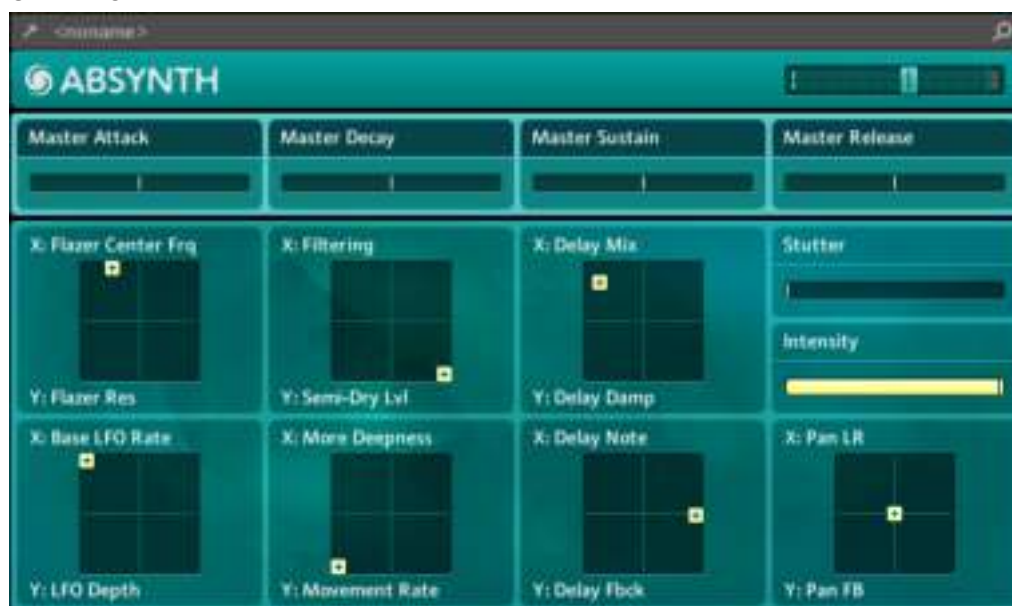 <noname>
ABSYNTH
Master Attack
Master Decay
Master Sustain
Master Release
X: Flazer Center Frq
Y: Flazer Res
X: Filtering
Y: Semi-Dry Lvl
X: Delay Mix
Y: Delay Damp
Stutter
Intensity
X: Base LFO Rate
Y: LFO Depth
X: More Deepness
Y: Movement Rate
X: Delay Note
Y: Delay Fbck
X: Pan LR
Y: Pan FB